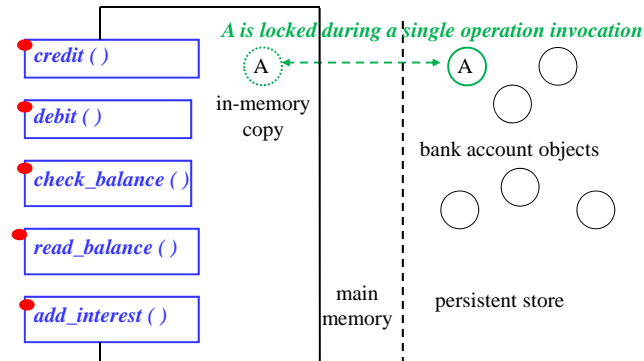 A is locked during a single operation invocation
credit ( )
A
A
debit ( )
in-memory
copy
bank account objects
check_balance ( )
read_balance ( )
main
memory
persistent store
add_interest ( )